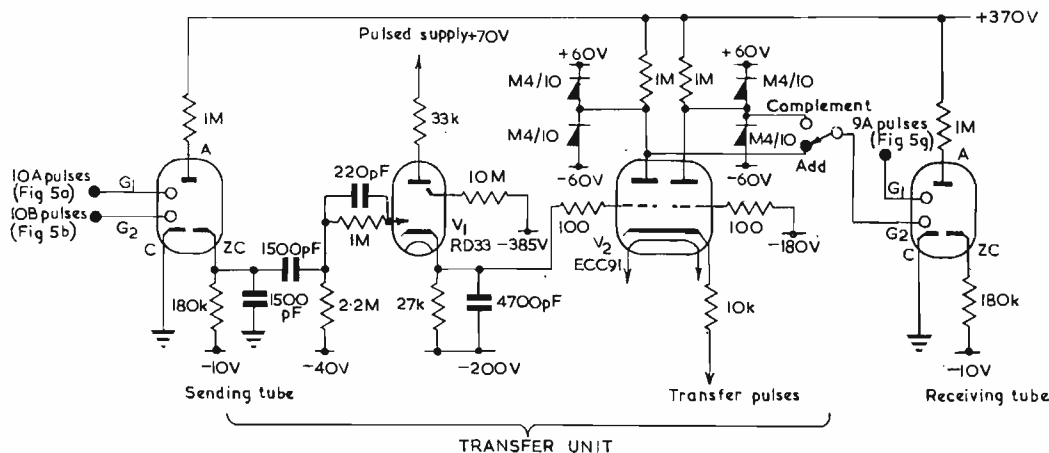 +370V
Pulsed supply+70V
+60V
+60V
1M
33k
M4/10
1M
1M
M4/10
Complement
9A pulses
(Fig 5g)
1M
A
220pF
10M
M4/10
M4/10
Add
A
10A pulses
(Fig 5a)
G1
-60V
-60V
G1
10B pulses
(Fig 5b)
G2
1M
V1
RD33
-385V
100
100
G2
C
ZC
1500pF
V2
ECC91
-180V
C
ZC
180k
1500
pF
2·2M
27k
4700pF
10k
180k
-10V
-40V
-200V
-10V
Sending tube
Transfer pulses
Receiving tube
TRANSFER UNIT